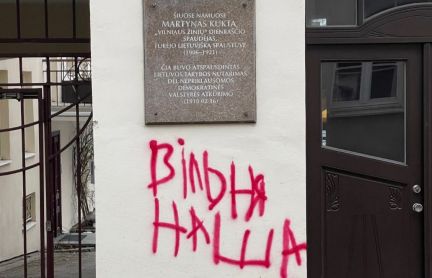 ŠIUOSE NAMUOSE
MARTYNAS KUKTA
„VILNIAUS ŽINIŲ“ DIENRAŠČIO
SPAUDĖJAS,
TURĖJO LIETUVIŠKĄ SPAUSTUVĘ
(1906–1921)
ČIA BUVO ATSPAUSDINTAS
LIETUVOS TARYBOS NUTARIMAS
DĖL NEPRIKLAUSOMOS
DEMOKRATINĖS
VALSTYBĖS ATKŪRIMO
(1918 02 16)
ВІЛЬНЯ
НАША